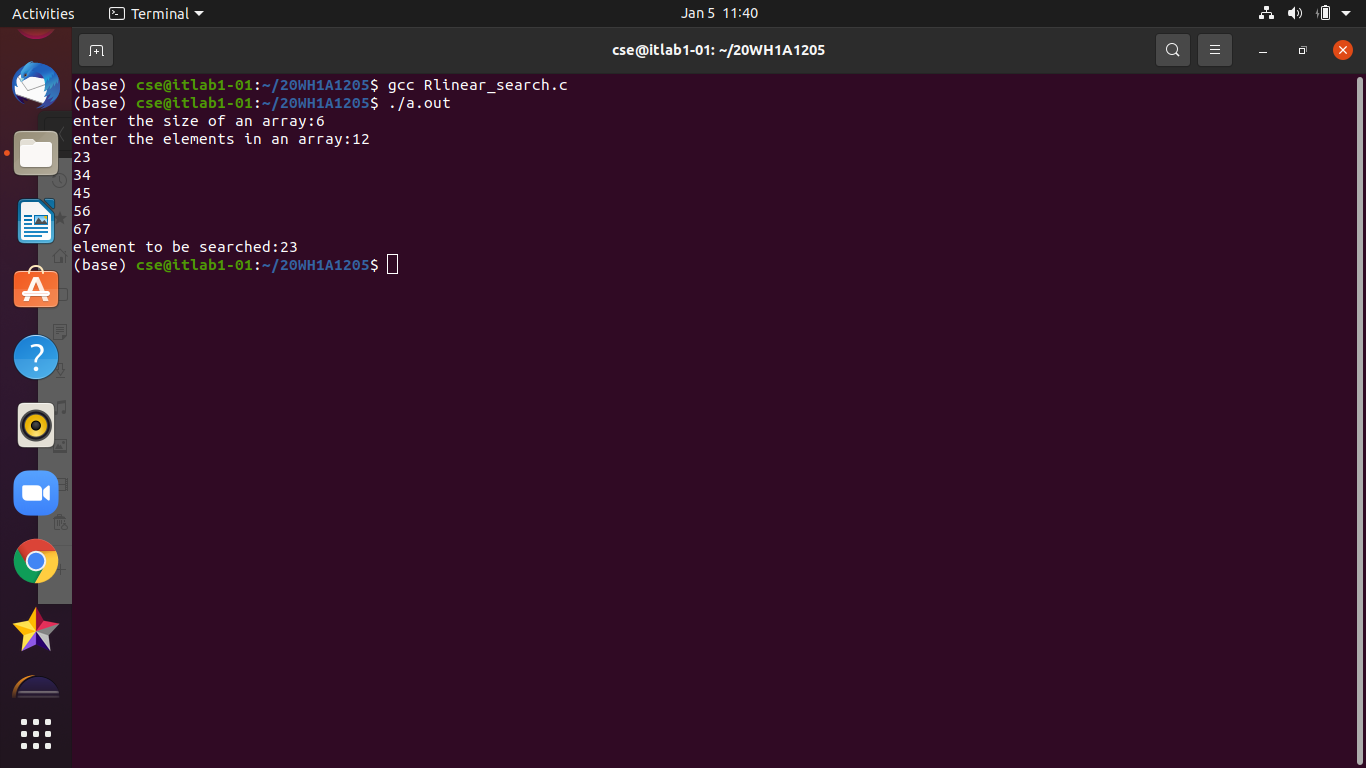 Activities
Terminal
Jan 5 11:40
cse@itlab1-01: ~/20WH1A1205
(base) cse@itlab1-01:~/20WH1A1205$ gcc Rlinear_search.c
(base) cse@itlab1-01:~/20WH1A1205$ ./a.out
enter the size of an array:6
enter the elements in an array:12
23
34
45
56
67
element to be searched:23
(base) cse@itlab1-01:~/20WH1A1205$